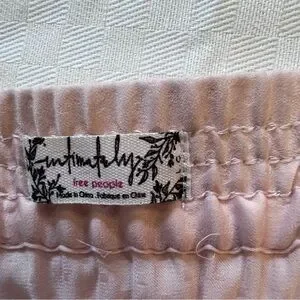 intimately
free people
Made in China . Fabriqué en Chine